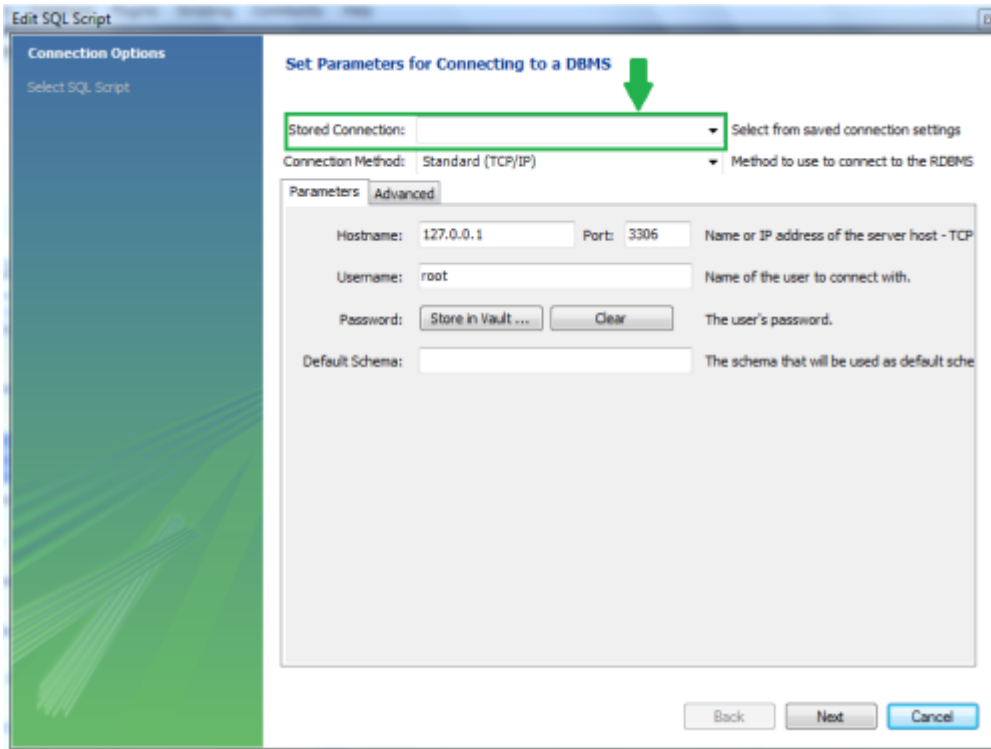 Edit SQL Script
Connection Options
Select SQL Script
Set Parameters for Connecting to a DBMS
Stored Connection: Select from saved connection settings
Connection Method: Standard (TCP/IP) Method to use to connect to the RDBMS
Parameters Advanced
Hostname: 127.0.0.1 Port: 3306 Name or IP address of the server host - TCP
Username: root Name of the user to connect with.
Password: Store in Vault ... Clear The user's password.
Default Schema: The schema that will be used as default sche
Back Next Cancel